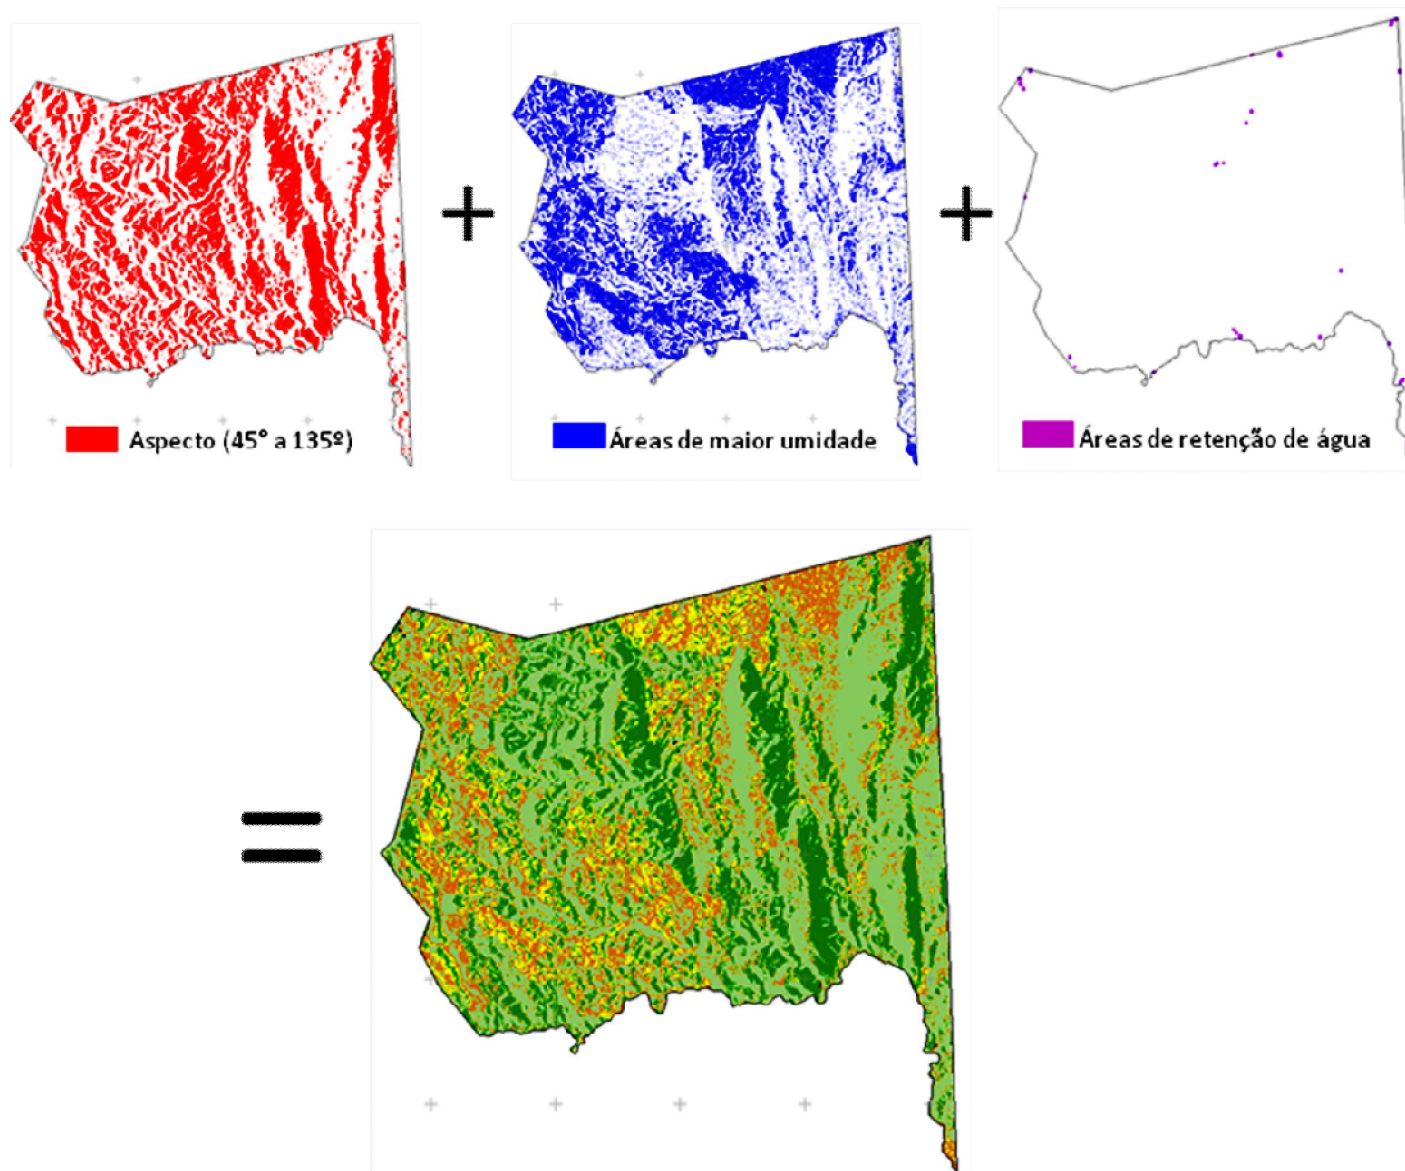 Aspecto (45° a 135º)
Áreas de maior umidade
Áreas de retenção de água